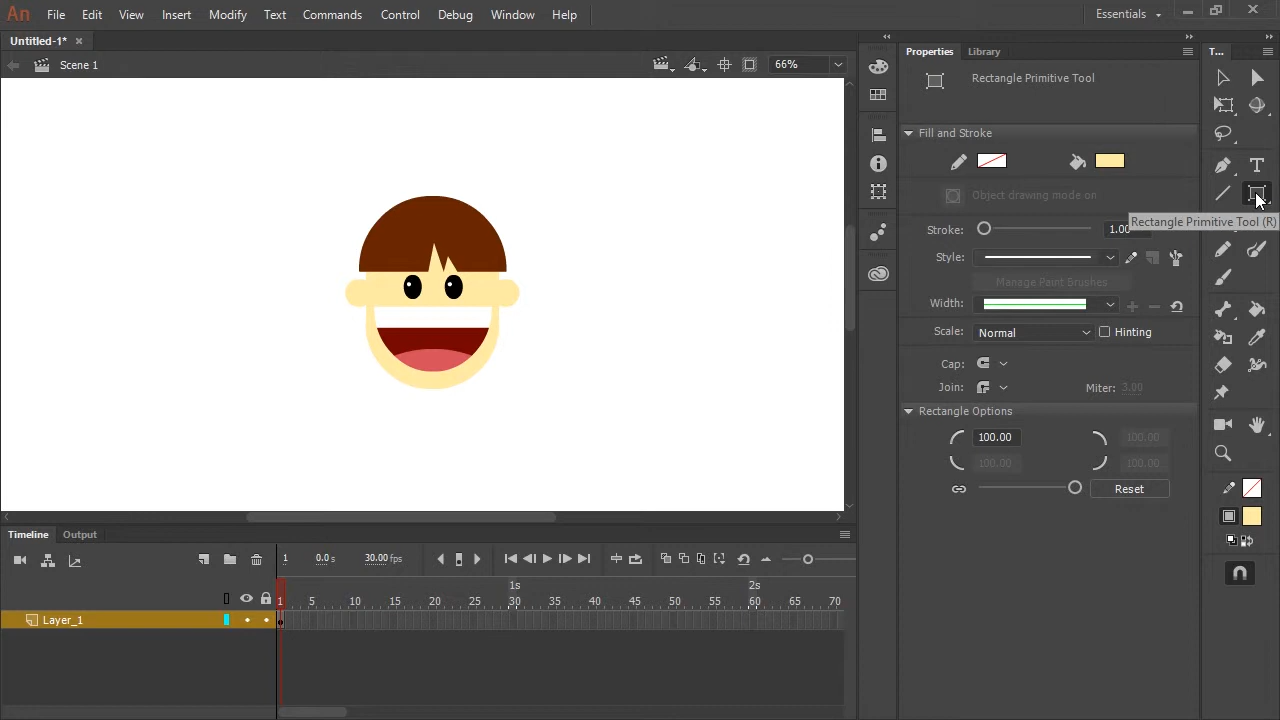 An File Edit View Insert Modify Text Commands Control Debug Window Help Essentials
Untitled-1*
Scene 1 66%
Properties Library T...
Rectangle Primitive Tool
Fill and Stroke
Object drawing mode on
Rectangle Primitive Tool (R)
Stroke: 1.00
Style:
Manage Paint Brushes
Width:
Scale: Normal Hinting
Cap:
Join: Miter: 3.00
Rectangle Options
100.00 100.00
100.00 100.00
Reset
Timeline Output
1 0.0 s 30.00 fps
1s 2s
1 5 10 15 20 25 30 35 40 45 50 55 60 65 70
Layer_1